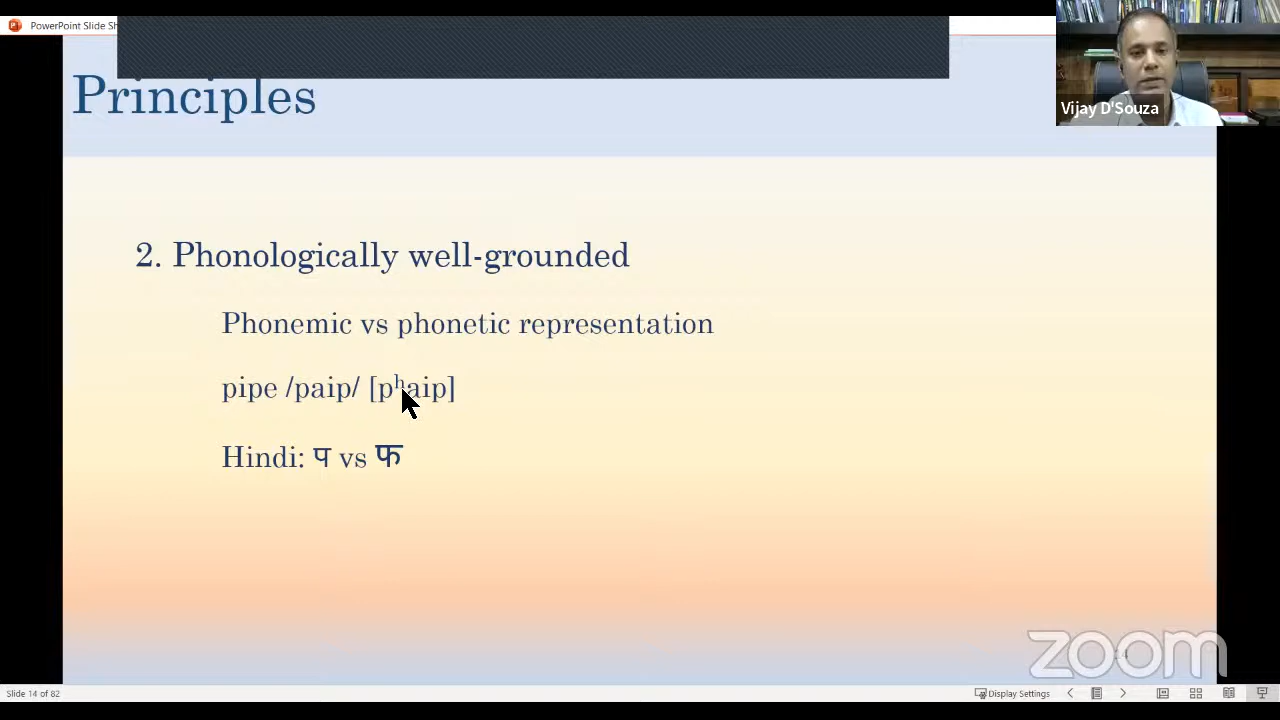 PowerPoint Slide Sh
Vijay D'Souza
Principles
2. Phonologically well-grounded
Phonemic vs phonetic representation
pipe /paip/ [pʰaip]
Hindi: प vs फ
zoom
14
Slide 14 of 82
Display Settings